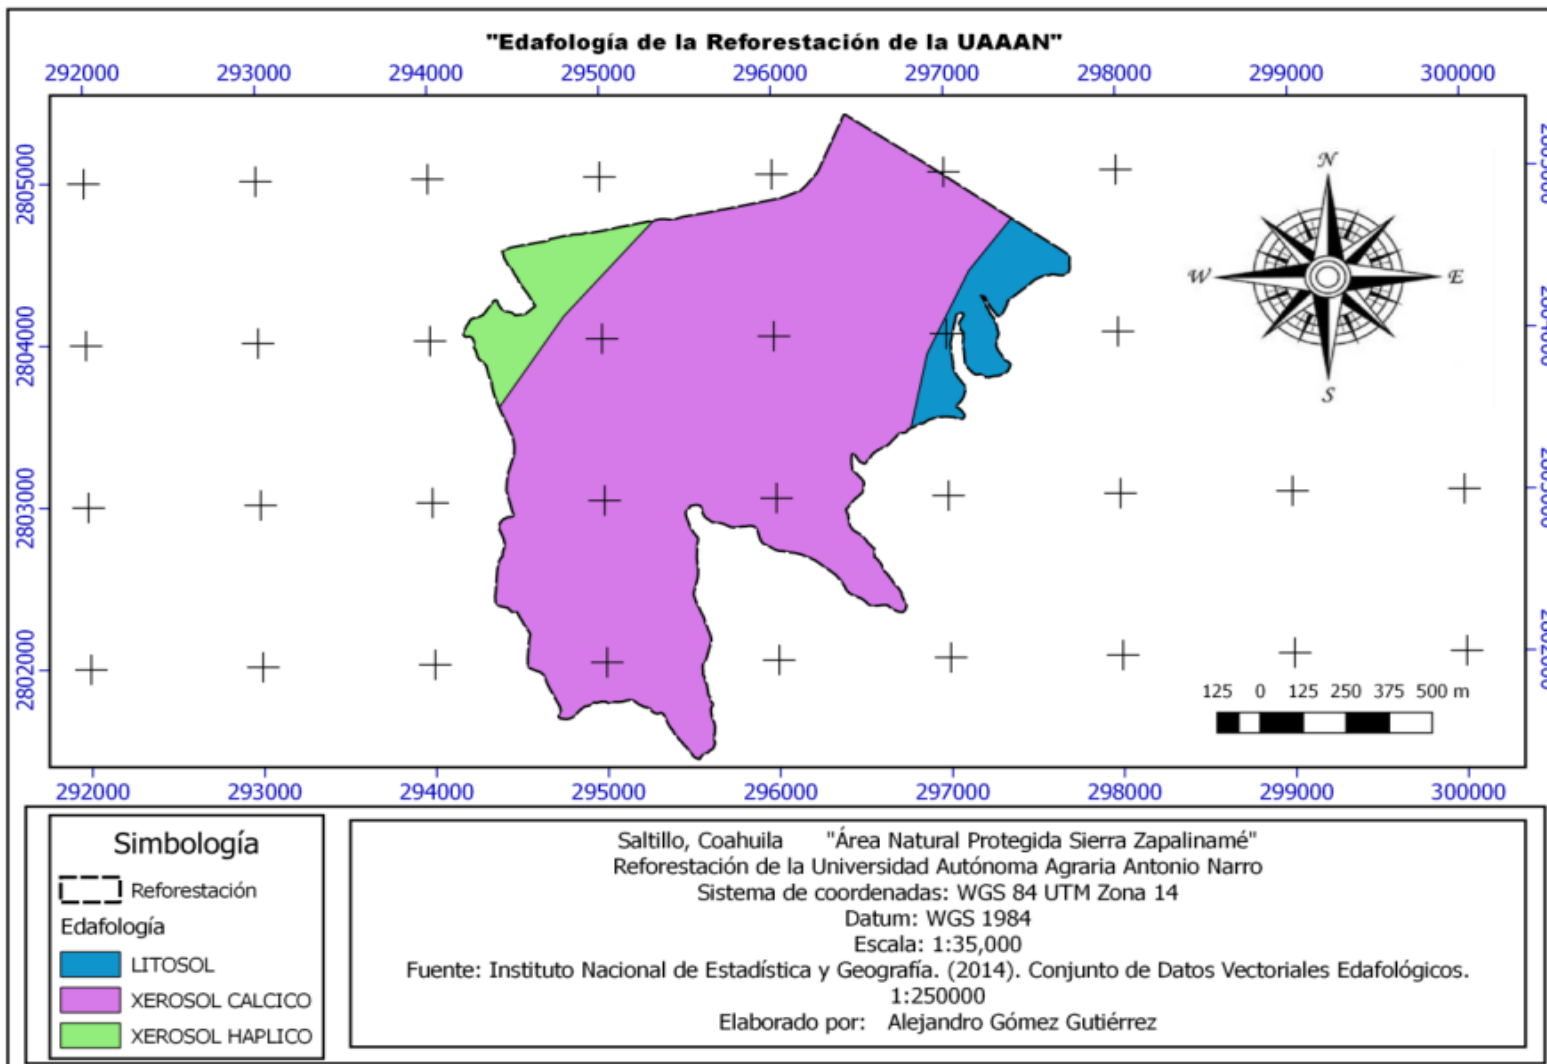 "Edafología de la Reforestación de la UAAAN"
292000 293000 294000 295000 296000 297000 298000 299000 300000
2805000
2804000
2803000
2802000
2805000
2804000
2803000
2802000
N
W E
S
125 0 125 250 375 500 m
292000 293000 294000 295000 296000 297000 298000 299000 300000
Simbología
Reforestación
Edafología
LITOSOL
XEROSOL CALCICO
XEROSOL HAPLICO
Saltillo, Coahuila "Área Natural Protegida Sierra Zapalinamé"
Reforestación de la Universidad Autónoma Agraria Antonio Narro
Sistema de coordenadas: WGS 84 UTM Zona 14
Datum: WGS 1984
Escala: 1:35,000
Fuente: Instituto Nacional de Estadística y Geografía. (2014). Conjunto de Datos Vectoriales Edafológicos.
1:250000
Elaborado por: Alejandro Gómez Gutiérrez